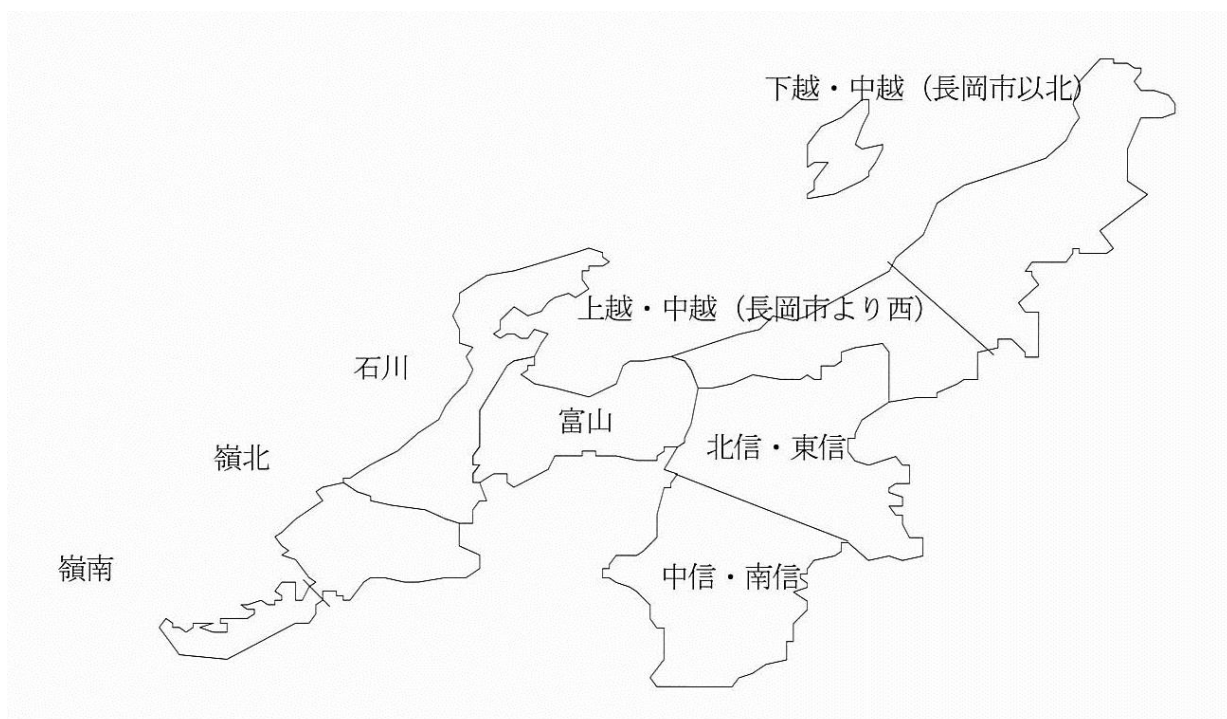 下越・中越（長岡市以北）
上越・中越（長岡市より西）
石川
富山
嶺北
北信・東信
嶺南
中信・南信